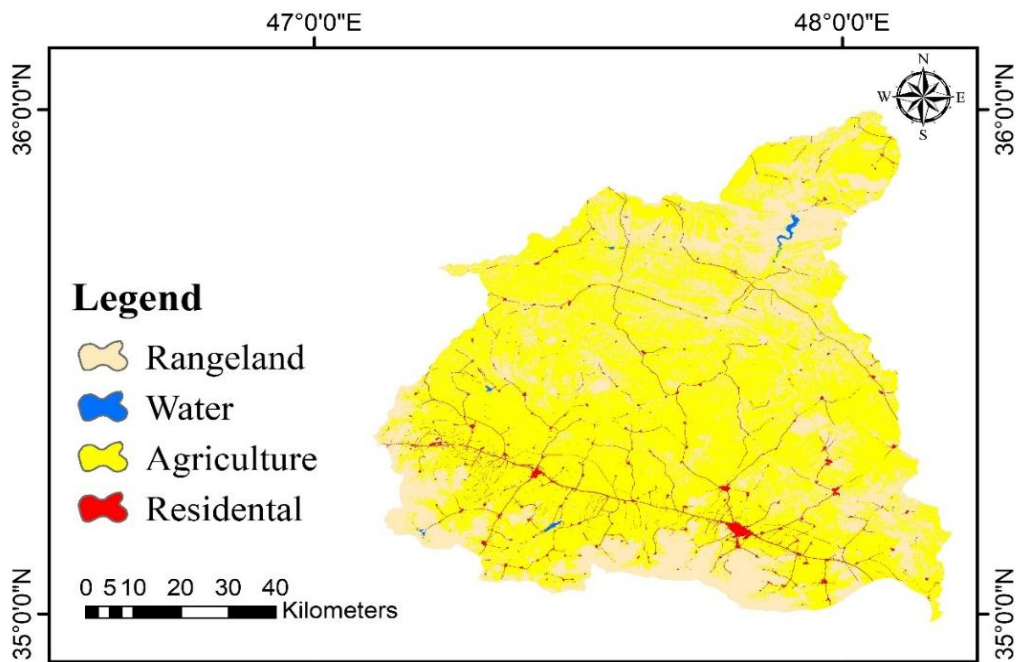 47°0'0"E 48°0'0"E
36°0'0"N 36°0'0"N
N
W E
S
Legend
Rangeland
Water
Agriculture
Residental
0 5 10 20 30 40
Kilometers
35°0'0"N 35°0'0"N